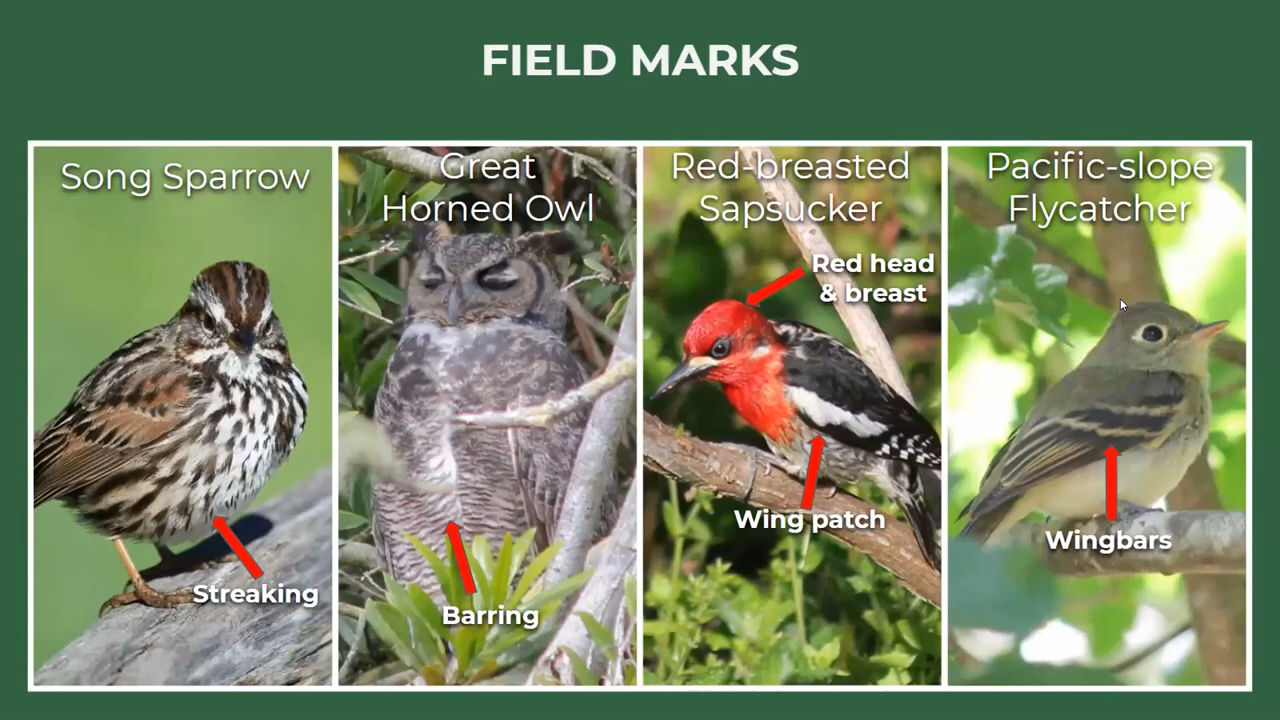 FIELD MARKS
Song Sparrow
Streaking
Great
Horned Owl
Barring
Red-breasted
Sapsucker
Red head
& breast
Wing patch
Pacific-slope
Flycatcher
Wingbars